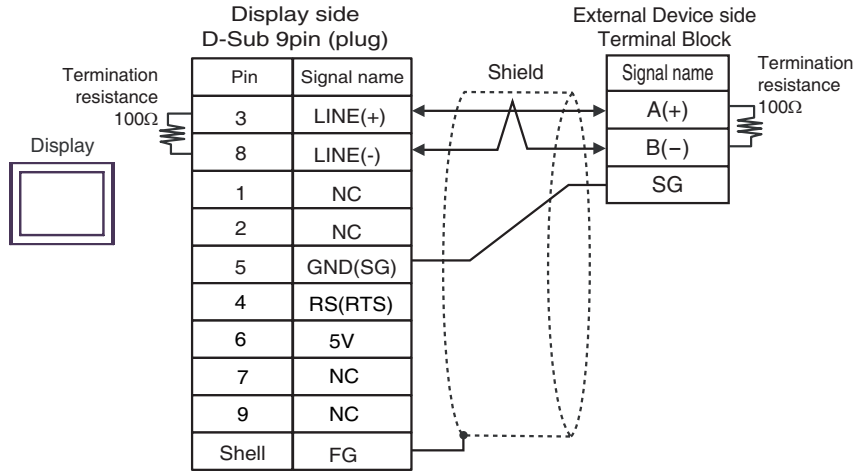 Display side
D-Sub 9pin (plug)
External Device side
Terminal Block
Termination
resistance
100Ω
Display
Pin Signal name
3 LINE(+)
8 LINE(-)
1 NC
2 NC
5 GND(SG)
4 RS(RTS)
6 5V
7 NC
9 NC
Shell FG
Shield
Signal name
A(+)
B(−)
SG
Termination
resistance
100Ω